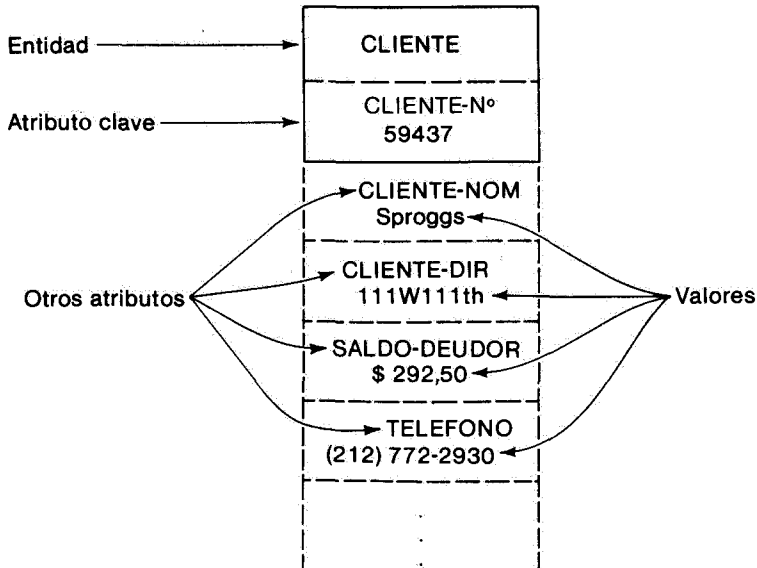 Entidad
CLIENTE
Atributo clave
CLIENTE-Nº
59437
CLIENTE-NOM
Sproggs
CLIENTE-DIR
111W111th
Otros atributos
Valores
SALDO-DEUDOR
$ 292,50
TELEFONO
(212) 772-2930